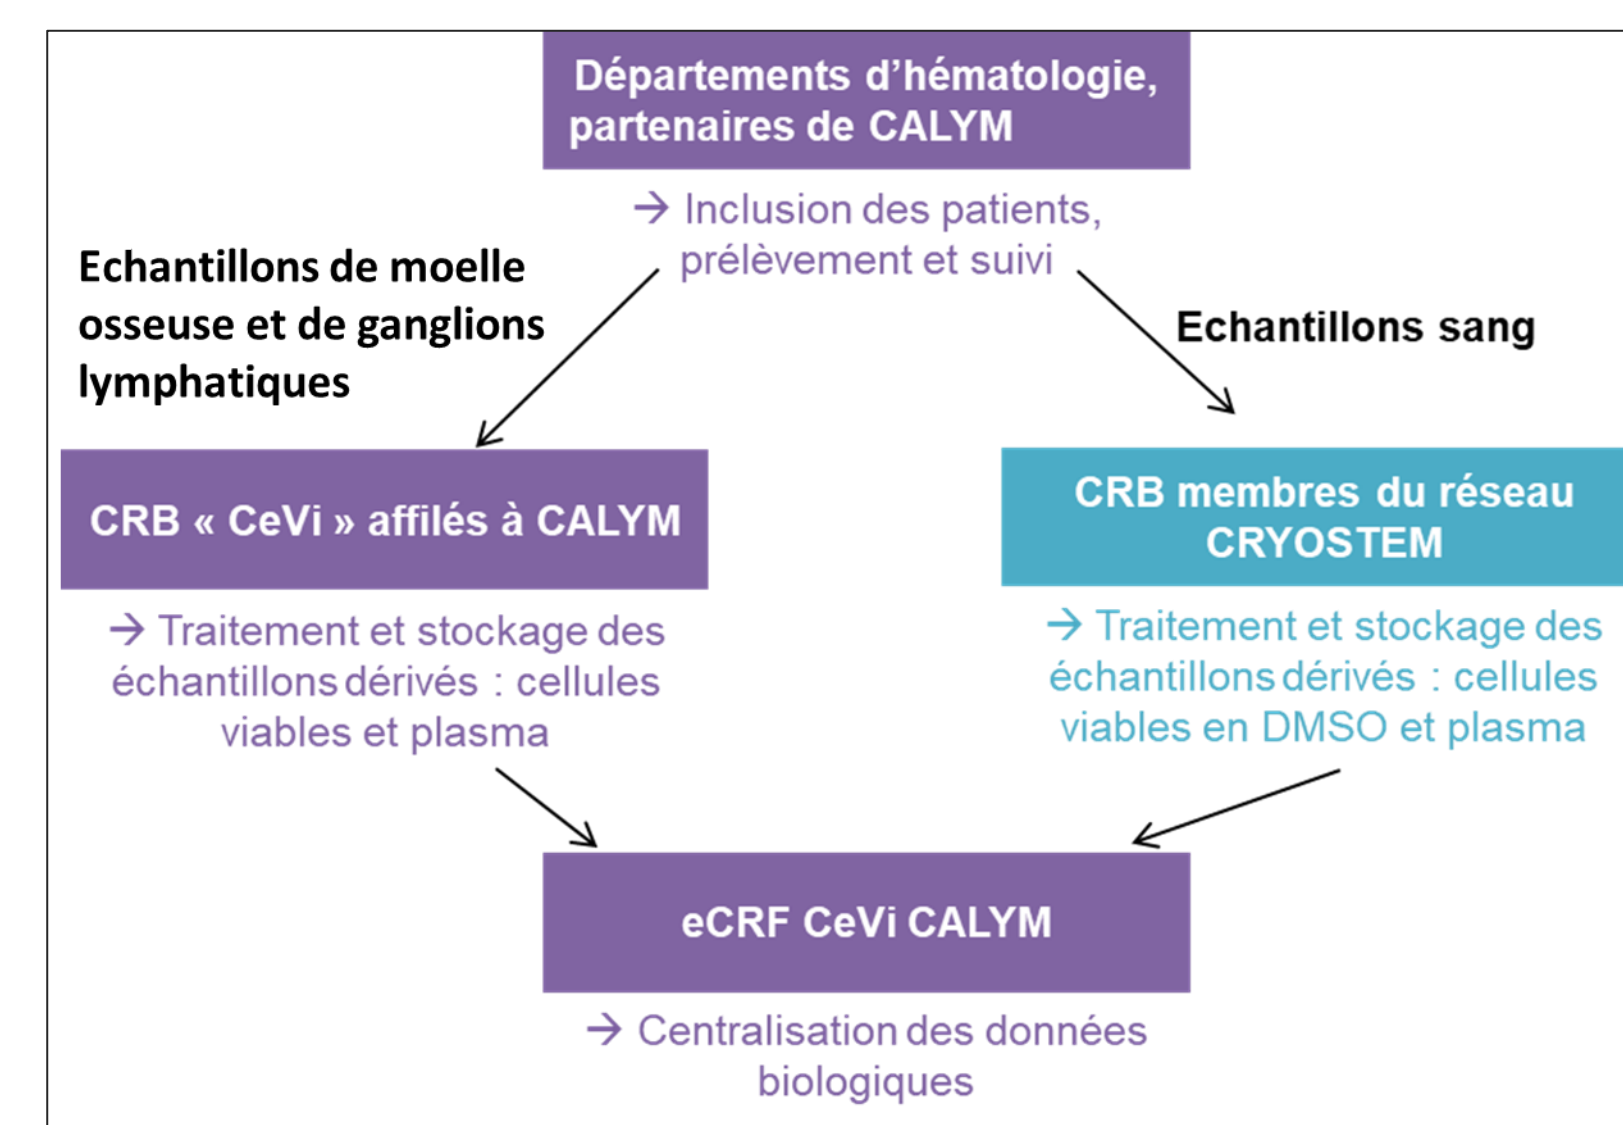 Départements d'hématologie,
partenaires de CALYM
→ Inclusion des patients,
prélèvement et suivi
Echantillons de moelle
osseuse et de ganglions
lymphatiques
Echantillons sang
CRB « CeVi » affilés à CALYM
→ Traitement et stockage des
échantillons dérivés : cellules
viables et plasma
CRB membres du réseau
CRYOSTEM
→ Traitement et stockage des
échantillons dérivés : cellules
viables en DMSO et plasma
eCRF CeVi CALYM
→ Centralisation des données
biologiques